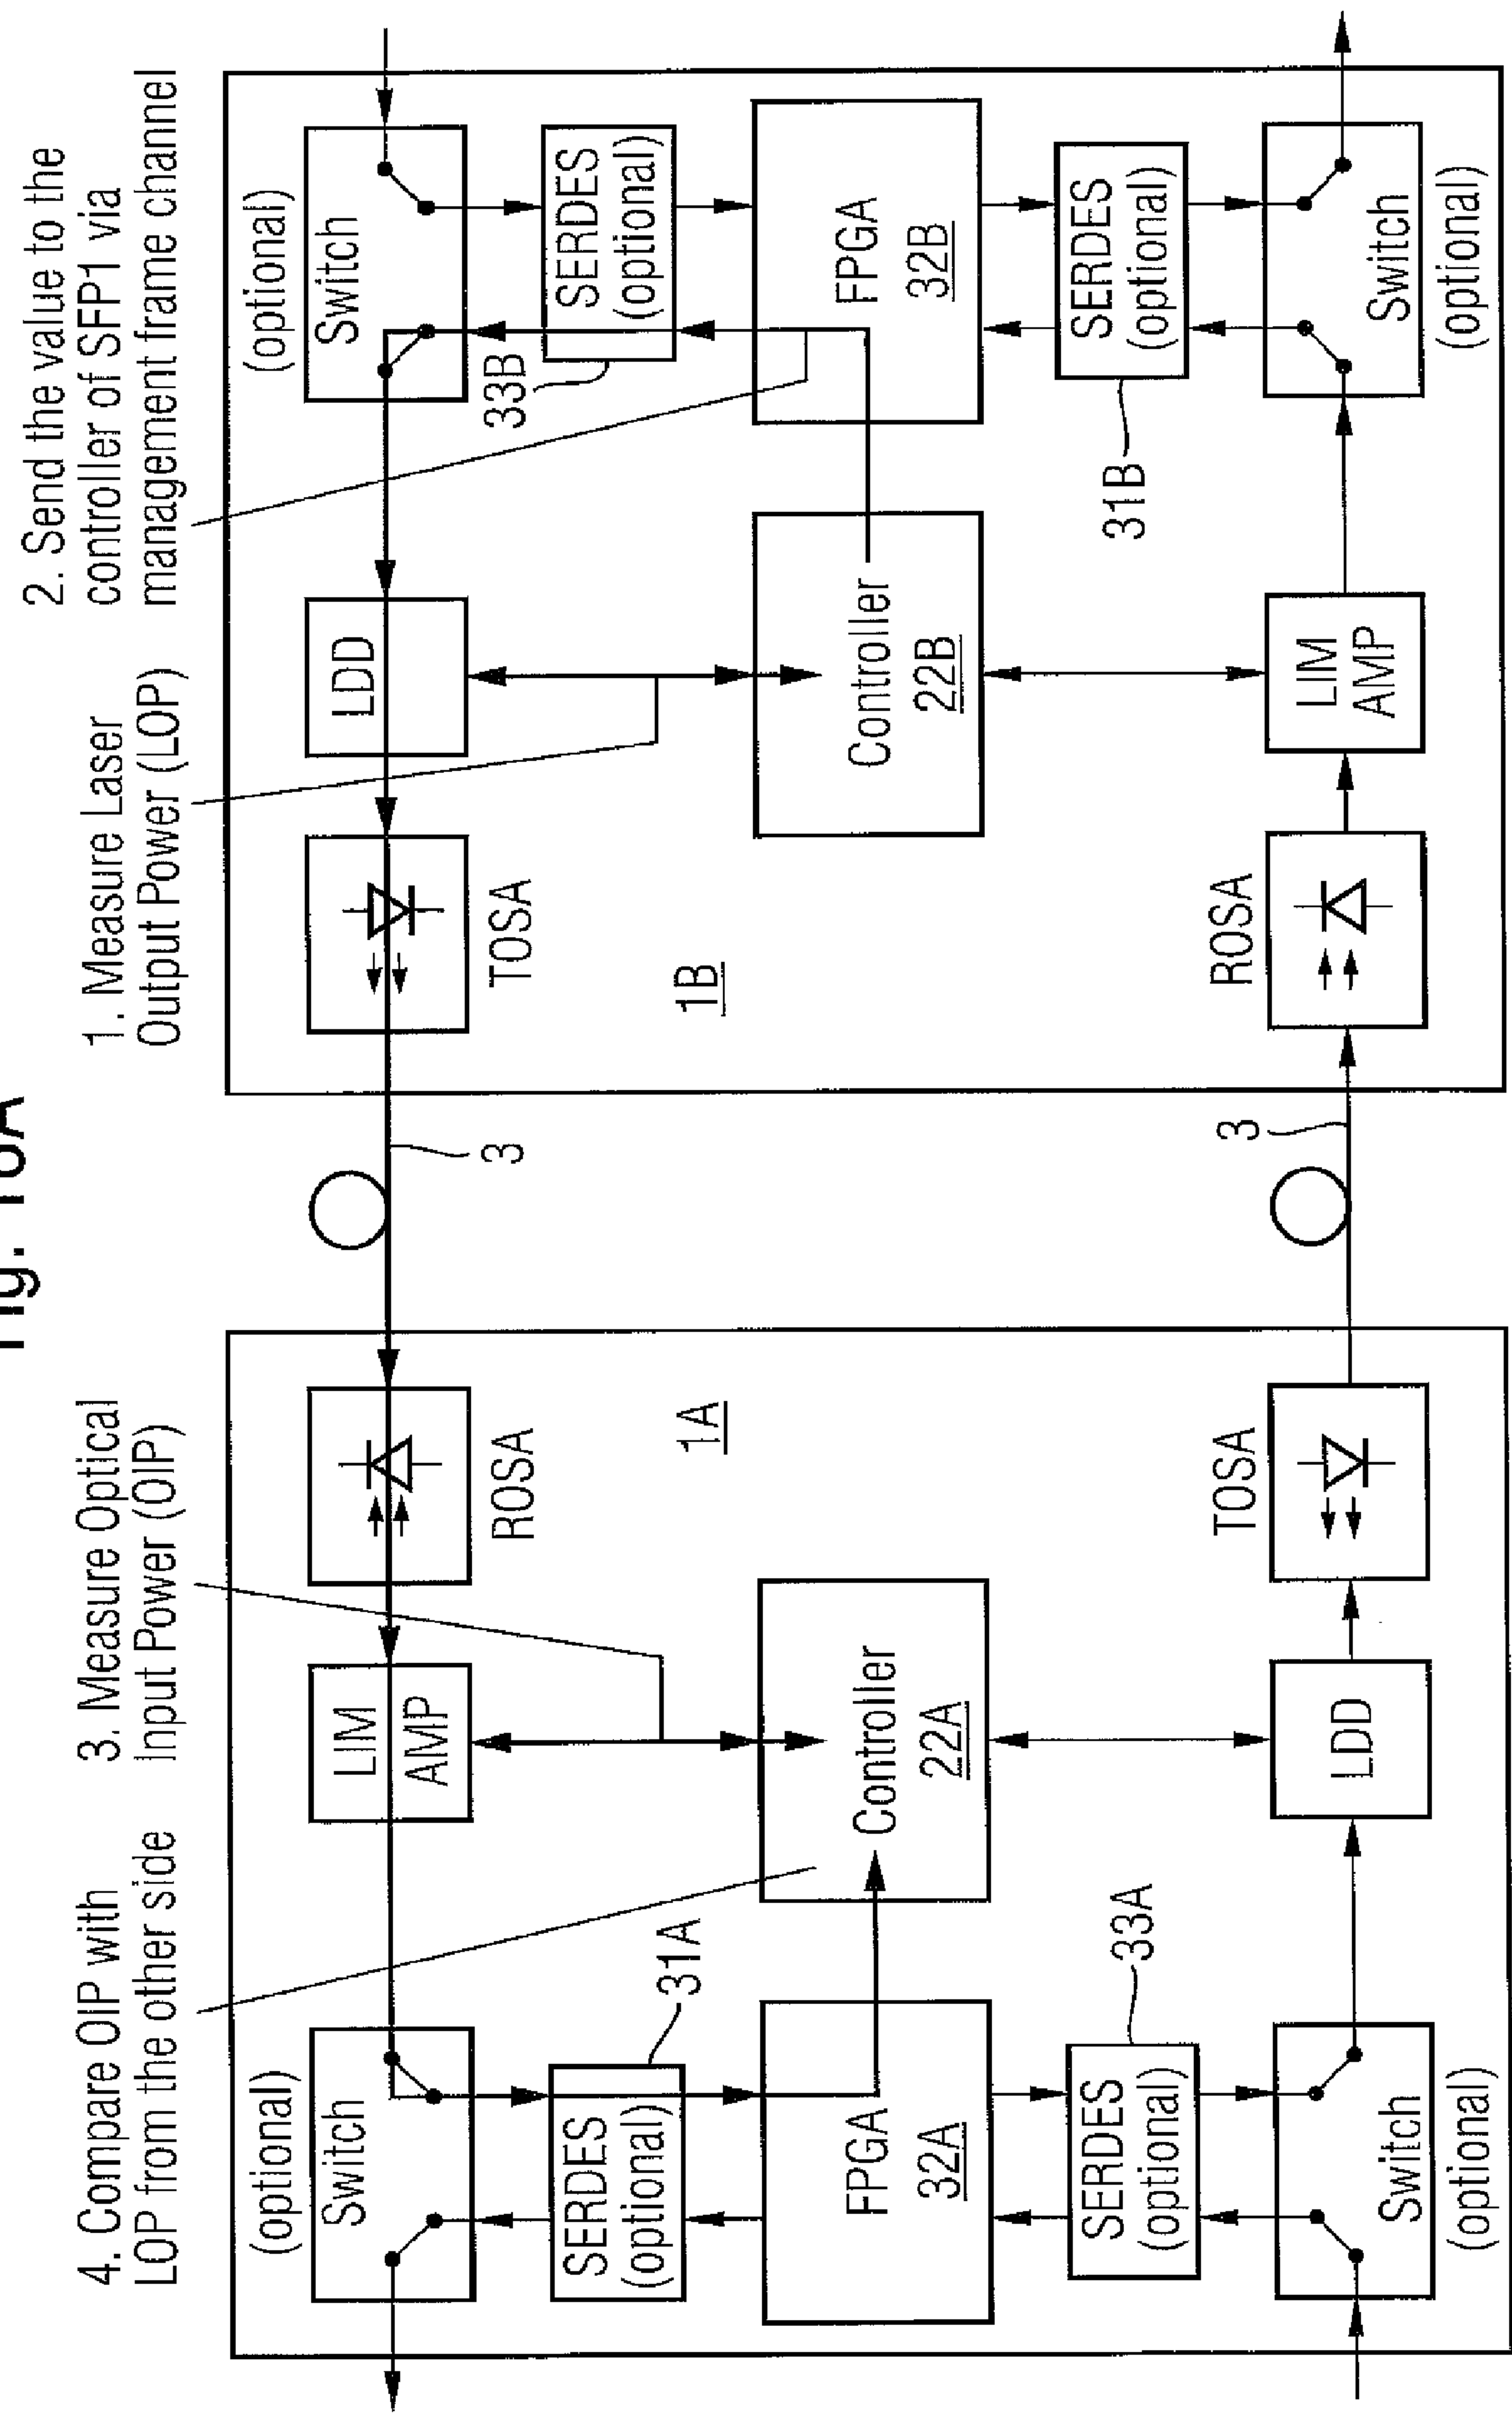 Fig.
4. Compare OIP with
LOP from the other side
3. Measure Optical
Input Power (OIP)
1. Measure Laser
Output Power (LOP)
2. Send the value to the
controller of SFP1 via
management frame channel
(optional)
Switch
LIM
AMP
ROSA
SERDES
(optional)
31A
FPGA
32A
Controller
22A
1A
SERDES
(optional)
33A
Switch
(optional)
LDD
TOSA
3
3
TOSA
LDD
(optional)
Switch
33B
SERDES
(optional)
1B
Controller
22B
FPGA
32B
31B
SERDES
(optional)
ROSA
LIM
AMP
Switch
(optional)